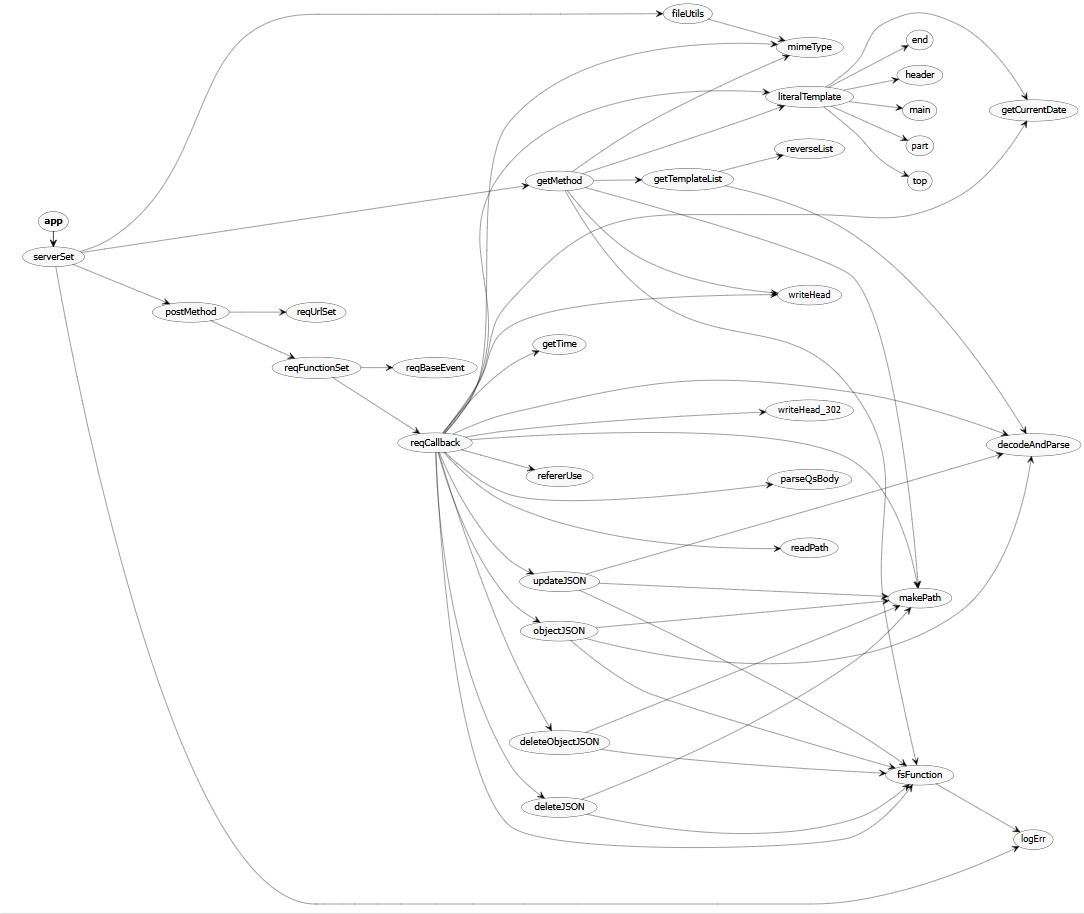 fileUtils
mimeType
end
header
literalTemplate
main
getCurrentDate
part
reverseList
getMethod
getTemplateList
top
app
serverSet
writeHead
postMethod
reqUrlSet
getTime
reqFunctionSet
reqBaseEvent
writeHead_302
reqCallback
decodeAndParse
refererUse
parseQsBody
readPath
updateJSON
makePath
objectJSON
deleteObjectJSON
fsFunction
deleteJSON
logErr